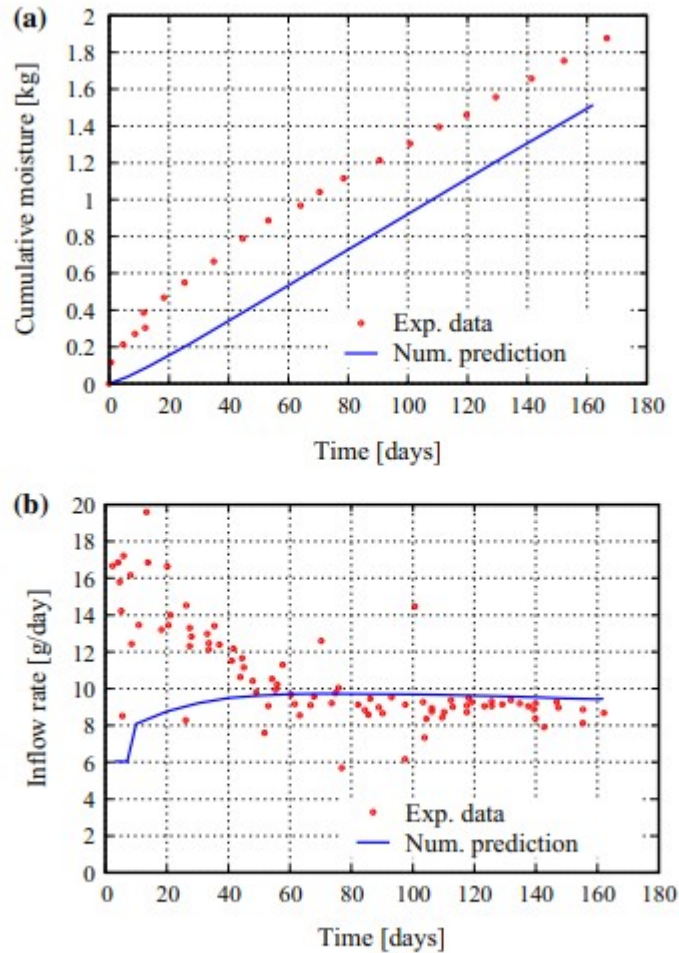 (a)
2
1.8
1.6
1.4
1.2
1
0.8
0.6
0.4
0.2
0
Cumulative moisture [kg]
Exp. data
Num. prediction
0 20 40 60 80 100 120 140 160 180
Time [days]
(b)
20
18
16
14
12
10
8
6
4
2
0
Inflow rate [g/day]
Exp. data
Num. prediction
0 20 40 60 80 100 120 140 160 180
Time [days]